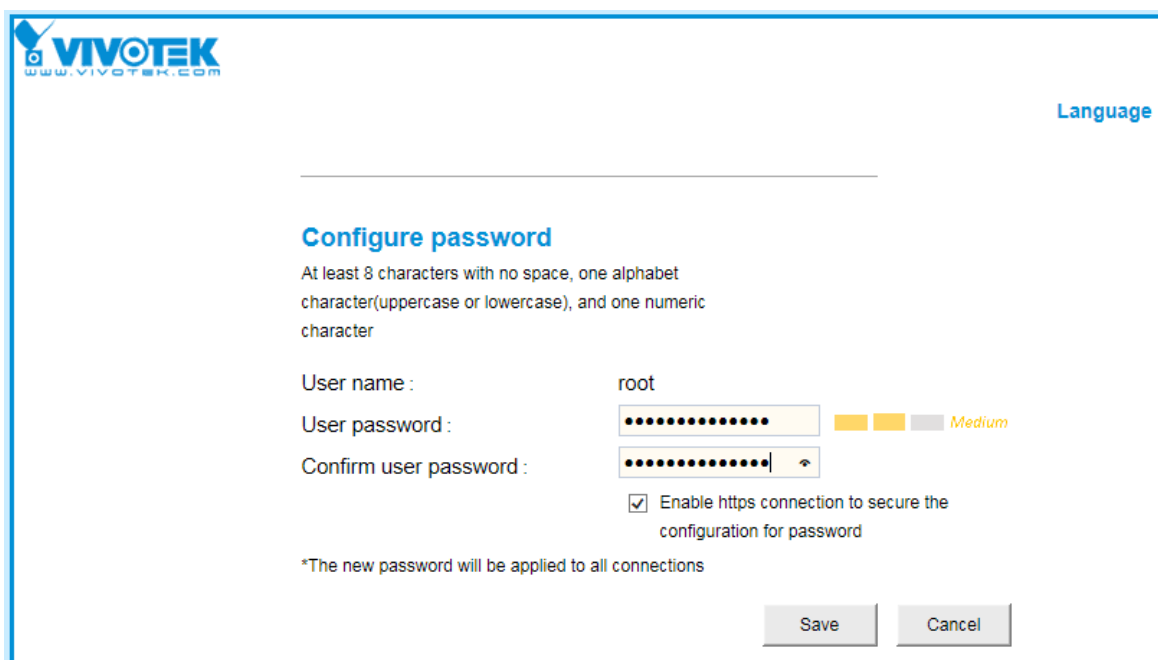 VIVOTEK
www.vivotek.com
Language
Configure password
At least 8 characters with no space, one alphabet
character(uppercase or lowercase), and one numeric
character
User name : root
User password : ●●●●●●●●●●●●●● Medium
Confirm user password : ●●●●●●●●●●●●●●
Enable https connection to secure the
configuration for password
*The new password will be applied to all connections
Save Cancel